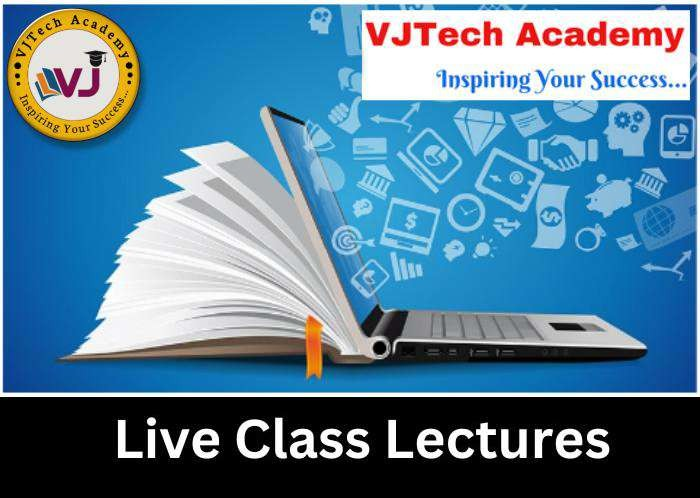 VJTech Academy
VJ
Inspiring Your Success...
VJTech Academy
Inspiring Your Success...
Live Class Lectures